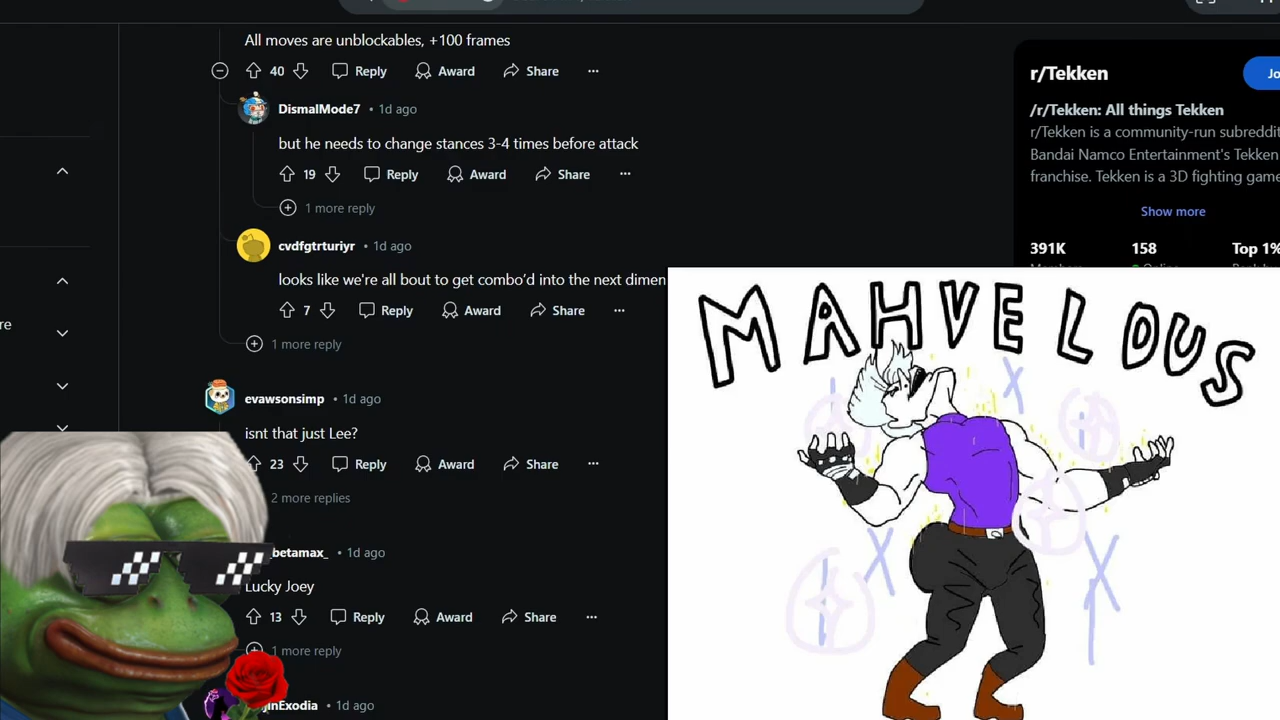 All moves are unblockables, +100 frames
40 Reply Award Share
DismalMode7 • 1d ago
but he needs to change stances 3-4 times before attack
19 Reply Award Share
1 more reply
cvdfgtrturiyr • 1d ago
looks like we're all bout to get combo'd into the next dimen
7 Reply Award Share
1 more reply
evawsonsimp • 1d ago
isnt that just Lee?
23 Reply Award Share
2 more replies
betamax_ • 1d ago
Lucky Joey
13 Reply Award Share
1 more reply
jinExodia • 1d ago
re
r/Tekken
Jo
/r/Tekken: All things Tekken
r/Tekken is a community-run subreddit
Bandai Namco Entertainment's Tekken
franchise. Tekken is a 3D fighting game
Show more
391K 158 Top 1%
MAHVELOUS